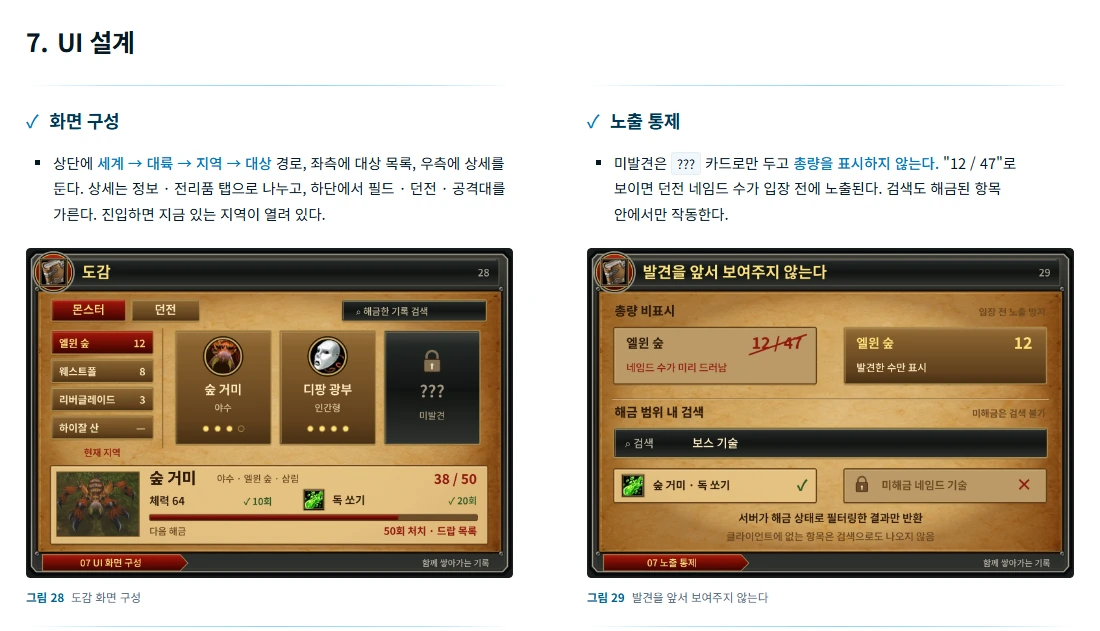 7. UI 설계
✓ 화면 구성
상단에 세계 → 대륙 → 지역 → 대상 경로, 좌측에 대상 목록, 우측에 상세를
둔다. 상세는 정보 · 전리품 탭으로 나누고, 하단에서 필드 · 던전 · 공격대를
가른다. 진입하면 지금 있는 지역이 열려 있다.
도감
28
몬스터
던전
해금한 기록 검색
엘윈 숲 12
웨스트폴 8
리버글레이드 3
하이잘 산 —
현재 지역
숲 거미
야수
디팡 광부
인간형
???
미발견
숲 거미 야수 · 엘윈 숲 · 삼림 38 / 50
체력 64 ✓10회 독 쏘기 ✓20회
다음 해금 50회 처치 · 드랍 목록
07 UI 화면 구성
함께 쌓아가는 기록
그림 28 도감 화면 구성
✓ 노출 통제
미발견은 ??? 카드로만 두고 총량을 표시하지 않는다. "12 / 47"로
보이면 던전 네임드 수가 입장 전에 노출된다. 검색도 해금된 항목
안에서만 작동한다.
발견을 앞서 보여주지 않는다
29
총량 비표시
입장 전 노출 방지
엘윈 숲 12 / 47
네임드 수가 미리 드러남
엘윈 숲 12
발견한 수만 표시
해금 범위 내 검색
미해금은 검색 불가
검색 보스 기술
숲 거미 · 독 쏘기 ✓
미해금 네임드 기술 ✕
서버가 해금 상태로 필터링한 결과만 반환
클라이언트에 없는 항목은 검색으로도 나오지 않음
07 노출 통제
함께 쌓아가는 기록
그림 29 발견을 앞서 보여주지 않는다